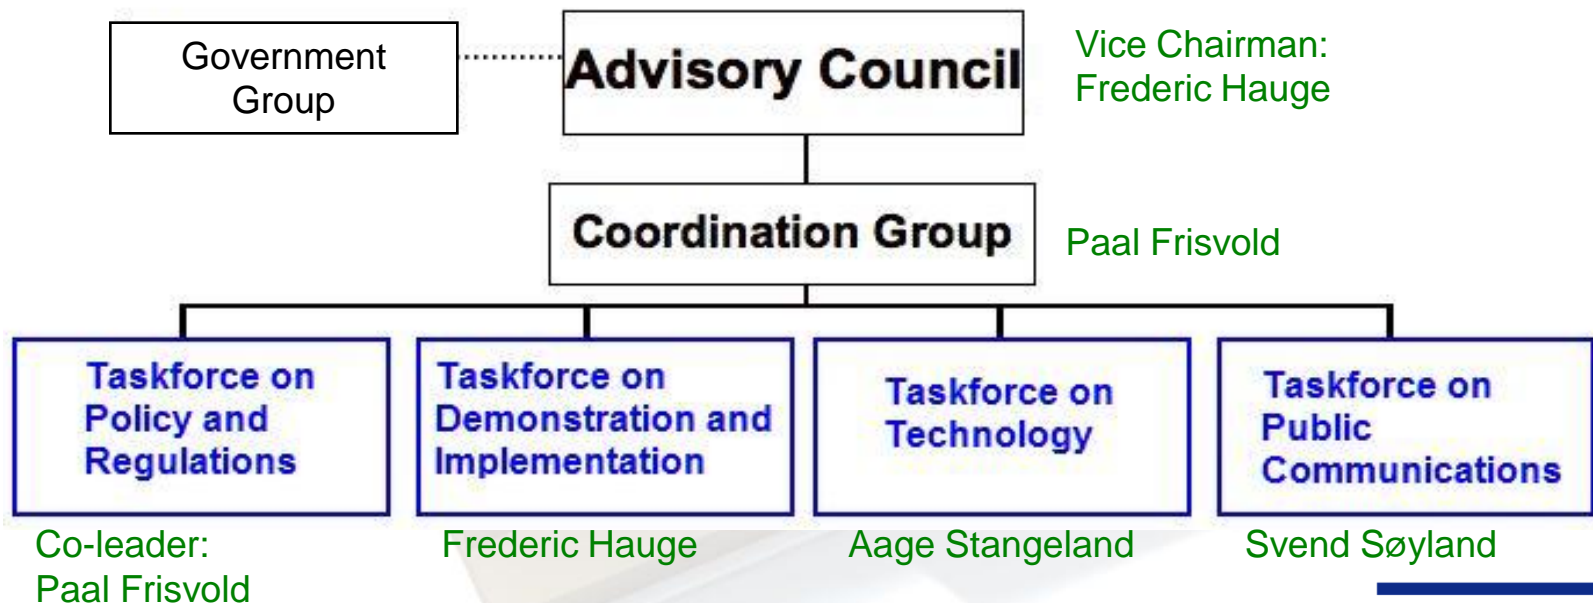 Government
Group
Advisory Council
Vice Chairman:
Frederic Hauge
Coordination Group
Paal Frisvold
Taskforce on
Policy and
Regulations
Taskforce on
Demonstration and
Implementation
Taskforce on
Technology
Taskforce on
Public
Communications
Co-leader:
Paal Frisvold
Frederic Hauge
Aage Stangeland
Svend Søyland